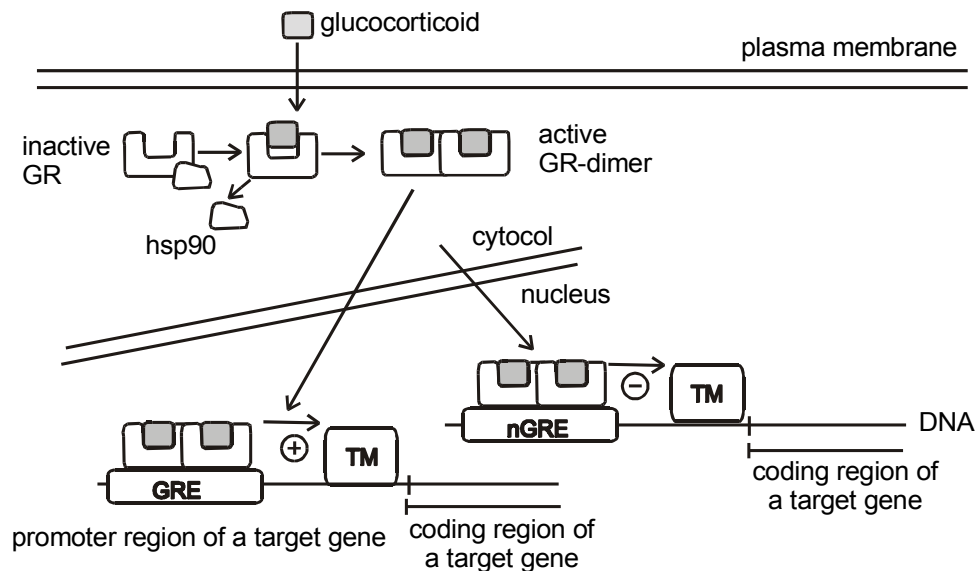 glucocorticoid
plasma membrane
inactive
GR
active
GR-dimer
hsp90
cytocol
nucleus
TM
nGRE
DNA
coding region of
a target gene
TM
GRE
promoter region of a target gene
coding region of
a target gene